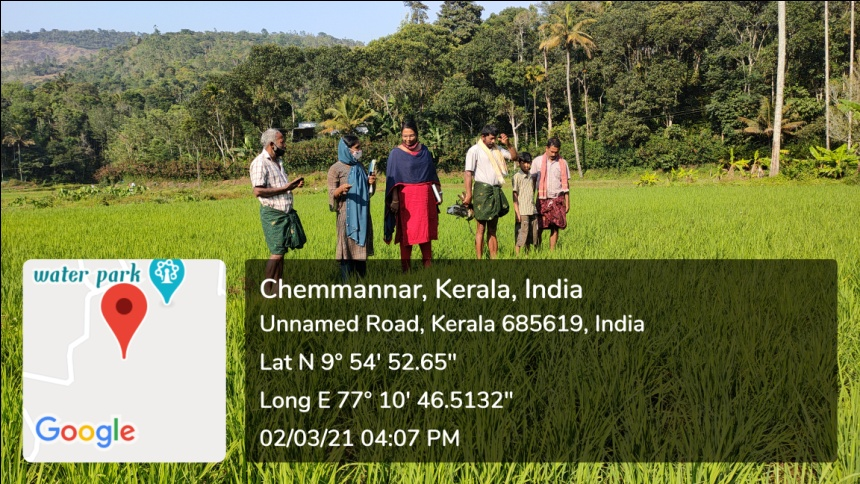 water park
Google
Chemmannar, Kerala, India
Unnamed Road, Kerala 685619, India
Lat N 9° 54' 52.65"
Long E 77° 10' 46.5132"
02/03/21 04:07 PM